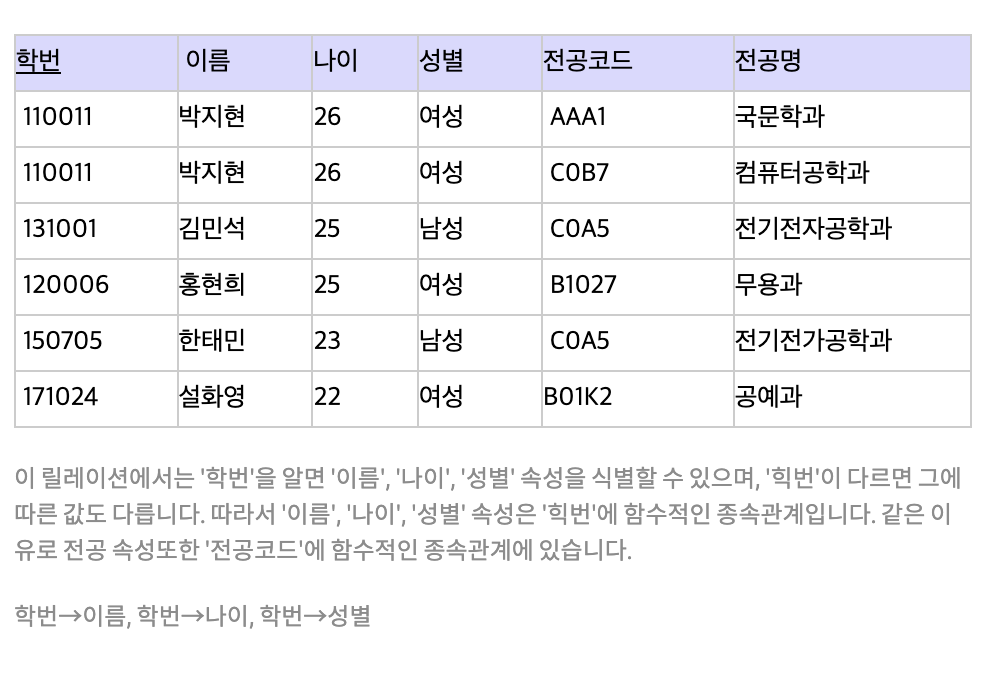 학번 이름 나이 성별 전공코드 전공명
110011 박지현 26 여성 AAA1 국문학과
110011 박지현 26 여성 C0B7 컴퓨터공학과
131001 김민석 25 남성 C0A5 전기전자공학과
120006 홍현희 25 여성 B1027 무용과
150705 한태민 23 남성 C0A5 전기전가공학과
171024 설화영 22 여성 B01K2 공예과
이 릴레이션에서는 '학번'을 알면 '이름', '나이', '성별' 속성을 식별할 수 있으며, '힉번'이 다르면 그에
따른 값도 다릅니다. 따라서 '이름', '나이', '성별' 속성은 '힉번'에 함수적인 종속관계입니다. 같은 이
유로 전공 속성또한 '전공코드'에 함수적인 종속관계에 있습니다.
학번→이름, 학번→나이, 학번→성별